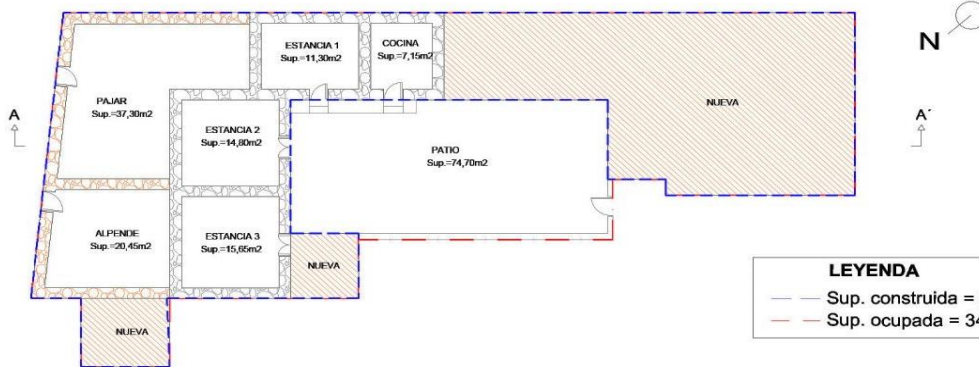 N
ESTANCIA 1
Sup.=11,30m2
COCINA
Sup.=7,15m2
PAJAR
Sup.=37,30m2
NUEVA
A
A´
ESTANCIA 2
Sup.=14,80m2
PATIO
Sup.=74,70m2
ALPENDE
Sup.=20,45m2
ESTANCIA 3
Sup.=15,65m2
NUEVA
NUEVA
LEYENDA
Sup. construida =
Sup. ocupada = 34